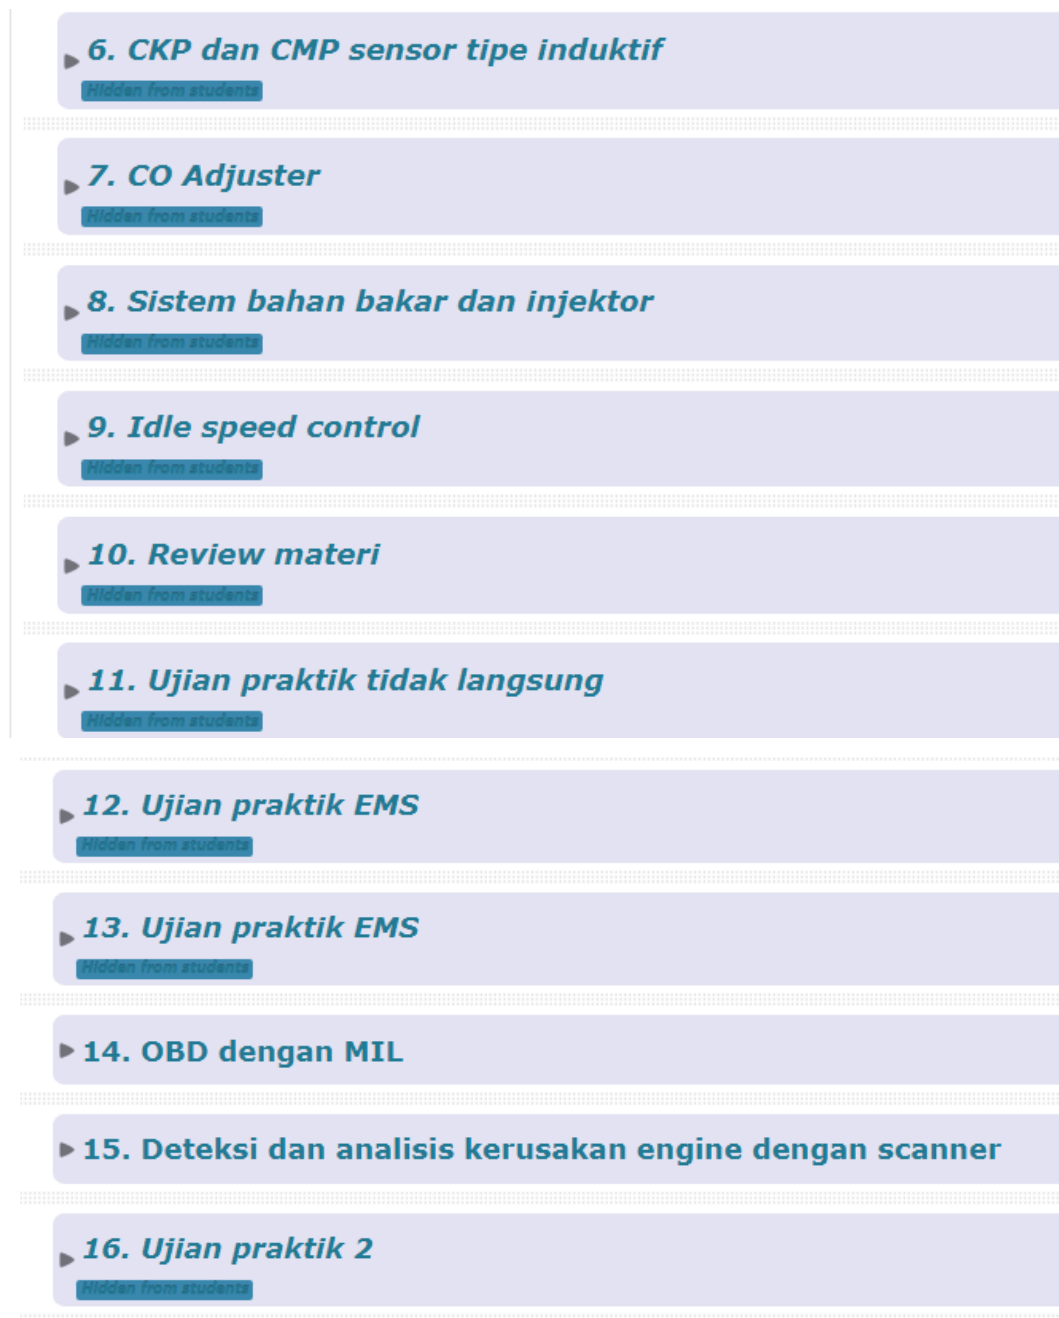 6. CKP dan CMP sensor tipe induktif
Hidden from students
7. CO Adjuster
Hidden from students
8. Sistem bahan bakar dan injektor
Hidden from students
9. Idle speed control
Hidden from students
10. Review materi
Hidden from students
11. Ujian praktik tidak langsung
Hidden from students
12. Ujian praktik EMS
Hidden from students
13. Ujian praktik EMS
Hidden from students
14. OBD dengan MIL
15. Deteksi dan analisis kerusakan engine dengan scanner
16. Ujian praktik 2
Hidden from students